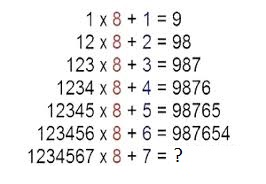 1 x 8 + 1 = 9
12 x 8 + 2 = 98
123 x 8 + 3 = 987
1234 x 8 + 4 = 9876
12345 x 8 + 5 = 98765
123456 x 8 + 6 = 987654
1234567 x 8 + 7 = ?